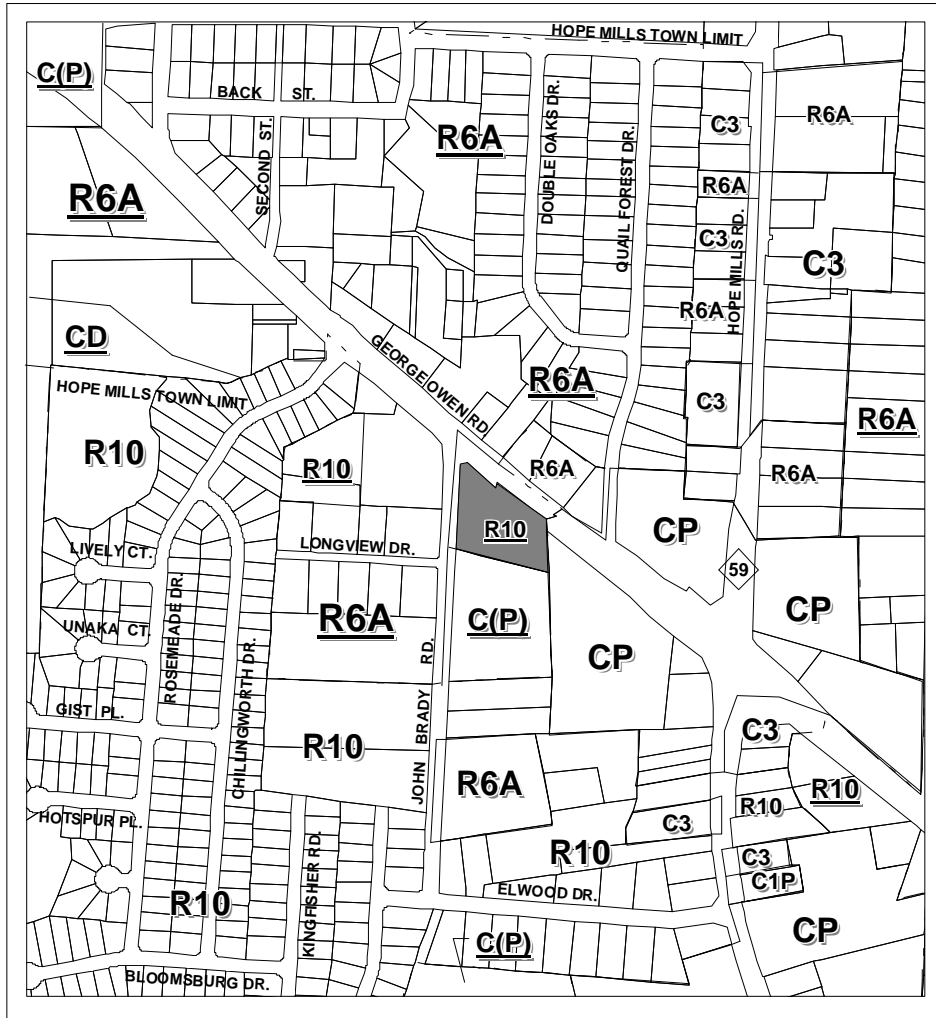 HOPE MILLS TOWN LIMIT
C(P)
BACK ST.
R6A
C3
R6A
R6A
SECOND ST.
DOUBLE OAKS DR.
QUAIL FOREST DR.
R6A
C3
HOPE MILLS RD.
C3
R6A
CD
GEORGE OWEN RD.
HOPE MILLS TOWN LIMIT
R6A
C3
R6A
R10
R10
R6A
R6A
R10
CP
LIVELY CT.
LONGVIEW DR.
59
R6A
C(P)
CP
UNAKA CT.
ROSEMEADE DR.
CHILLINGWORTH DR.
JOHN BRADY RD.
CP
GIST PL.
C3
R10
R6A
R10
R10
HOTSPUR PL.
C3
R10
C3
C1P
KINGFISHER RD.
ELWOOD DR.
R10
CP
C(P)
BLOOMSBURG DR.